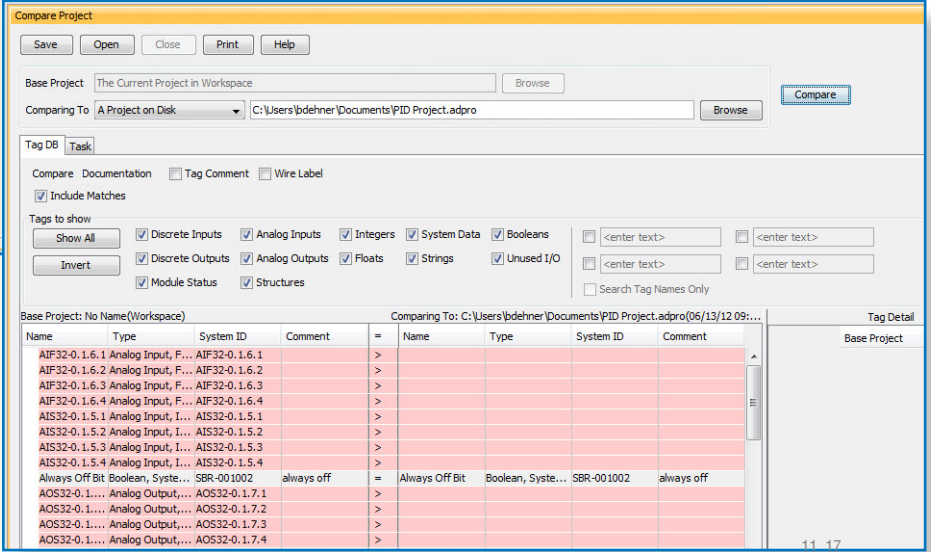 Compare Project
Save Open Close Print Help
Base Project The Current Project in Workspace Browse
Comparing To A Project on Disk C:\Users\bdehner\Documents\PID Project.adpro Browse Compare
Tag DB Task
Compare Documentation Tag Comment Wire Label
Include Matches
Tags to show
Show All Discrete Inputs Analog Inputs Integers System Data Booleans <enter text> <enter text>
Invert Discrete Outputs Analog Outputs Floats Strings Unused I/O <enter text> <enter text>
Module Status Structures Search Tag Names Only
Base Project: No Name(Workspace) Comparing To: C:\Users\bdehner\Documents\PID Project.adpro(06/13/12 09:... Tag Detail
Name Type System ID Comment = Name Type System ID Comment Base Project
AIF32-0.1.6.1 Analog Input, F... AIF32-0.1.6.1 >
AIF32-0.1.6.2 Analog Input, F... AIF32-0.1.6.2 >
AIF32-0.1.6.3 Analog Input, F... AIF32-0.1.6.3 >
AIF32-0.1.6.4 Analog Input, F... AIF32-0.1.6.4 >
AIS32-0.1.5.1 Analog Input, I... AIS32-0.1.5.1 >
AIS32-0.1.5.2 Analog Input, I... AIS32-0.1.5.2 >
AIS32-0.1.5.3 Analog Input, I... AIS32-0.1.5.3 >
AIS32-0.1.5.4 Analog Input, I... AIS32-0.1.5.4 >
Always Off Bit Boolean, Syste... SBR-001002 always off = Always Off Bit Boolean, Syste... SBR-001002 always off
AOS32-0.1.... Analog Output,... AOS32-0.1.7.1 >
AOS32-0.1.... Analog Output,... AOS32-0.1.7.2 >
AOS32-0.1.... Analog Output,... AOS32-0.1.7.3 >
AOS32-0.1.... Analog Output,... AOS32-0.1.7.4 >
11 17